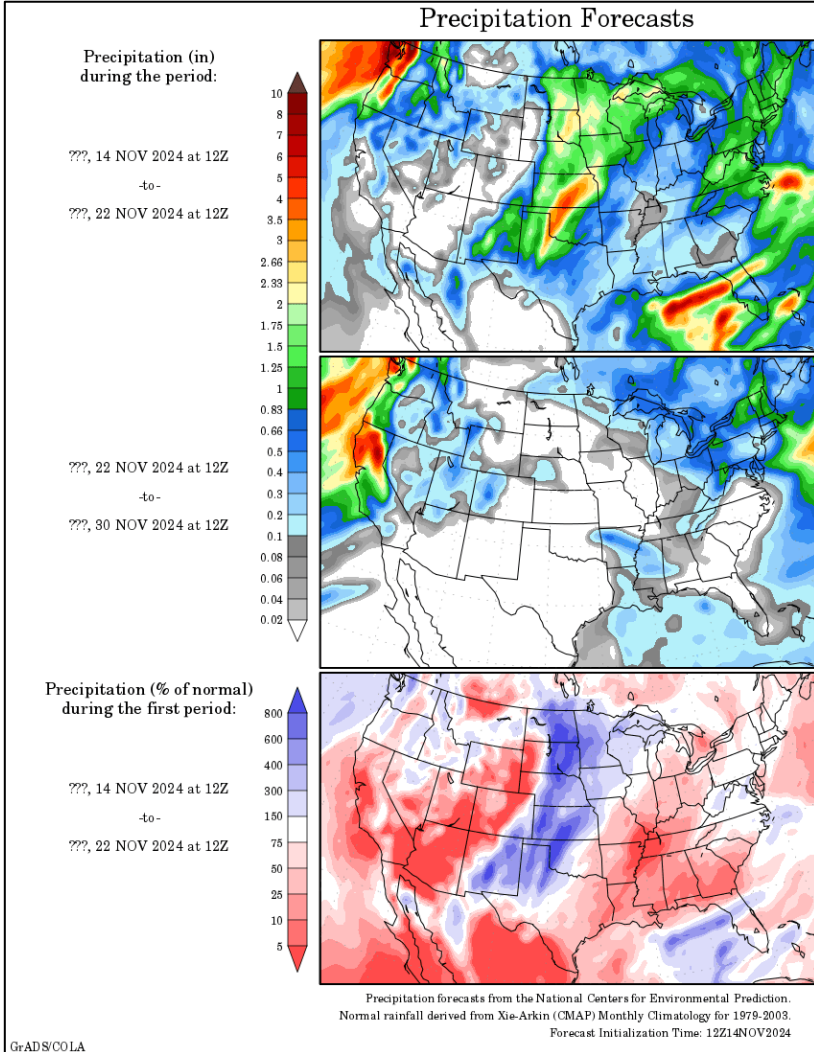 Precipitation Forecasts
Precipitation (in)
during the period:
???, 14 NOV 2024 at 12Z
-to-
???, 22 NOV 2024 at 12Z
10
8
7
6
5
4
3.5
3
2.66
2.33
2
1.75
1.5
1.25
1
0.83
0.66
0.5
0.4
0.3
0.2
0.1
0.08
0.06
0.04
0.02
???, 22 NOV 2024 at 12Z
-to-
???, 30 NOV 2024 at 12Z
Precipitation (% of normal)
during the first period:
800
600
400
300
150
75
50
25
10
5
???, 14 NOV 2024 at 12Z
-to-
???, 22 NOV 2024 at 12Z
Precipitation forecasts from the National Centers for Environmental Prediction.
Normal rainfall derived from Xie-Arkin (CMAP) Monthly Climatology for 1979-2003.
Forecast Initialization Time: 12Z14NOV2024
GrADS/COLA